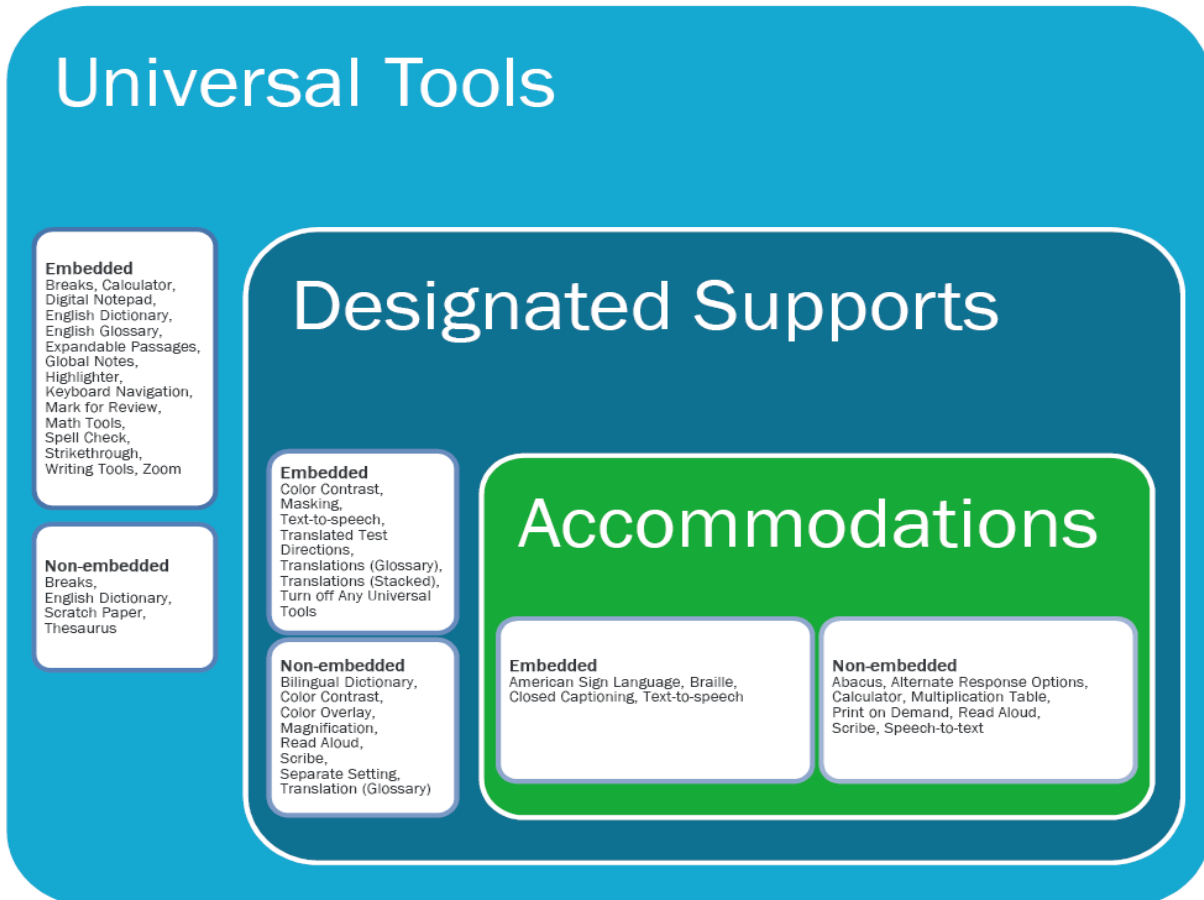 Universal Tools
Embedded
Breaks, Calculator,
Digital Notepad,
English Dictionary,
English Glossary,
Expandable Passages,
Global Notes,
Highlighter,
Keyboard Navigation,
Mark for Review,
Math Tools,
Spell Check,
Strikethrough,
Writing Tools, Zoom
Non-embedded
Breaks,
English Dictionary,
Scratch Paper,
Thesaurus
Designated Supports
Embedded
Color Contrast,
Masking,
Text-to-speech,
Translated Test
Directions,
Translations (Glossary),
Translations (Stacked),
Turn off Any Universal
Tools
Non-embedded
Bilingual Dictionary,
Color Contrast,
Color Overlay,
Magnification,
Read Aloud,
Scribe,
Separate Setting,
Translation (Glossary)
Accommodations
Embedded
American Sign Language, Braille,
Closed Captioning, Text-to-speech
Non-embedded
Abacus, Alternate Response Options,
Calculator, Multiplication Table,
Print on Demand, Read Aloud,
Scribe, Speech-to-text